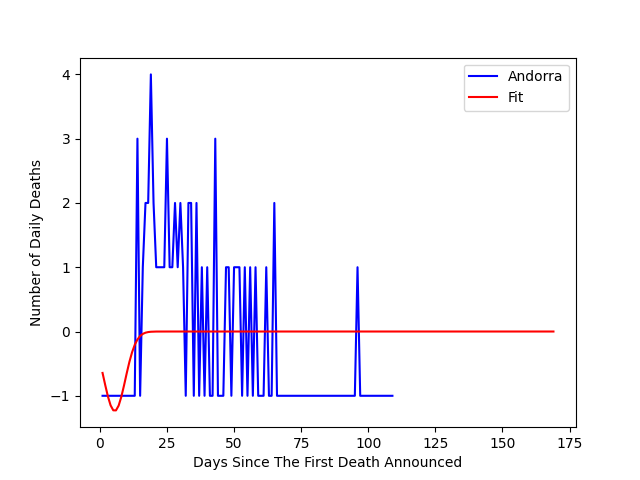 Andorra
Fit
4
3
2
1
0
−1
Number of Daily Deaths
0 25 50 75 100 125 150 175
Days Since The First Death Announced